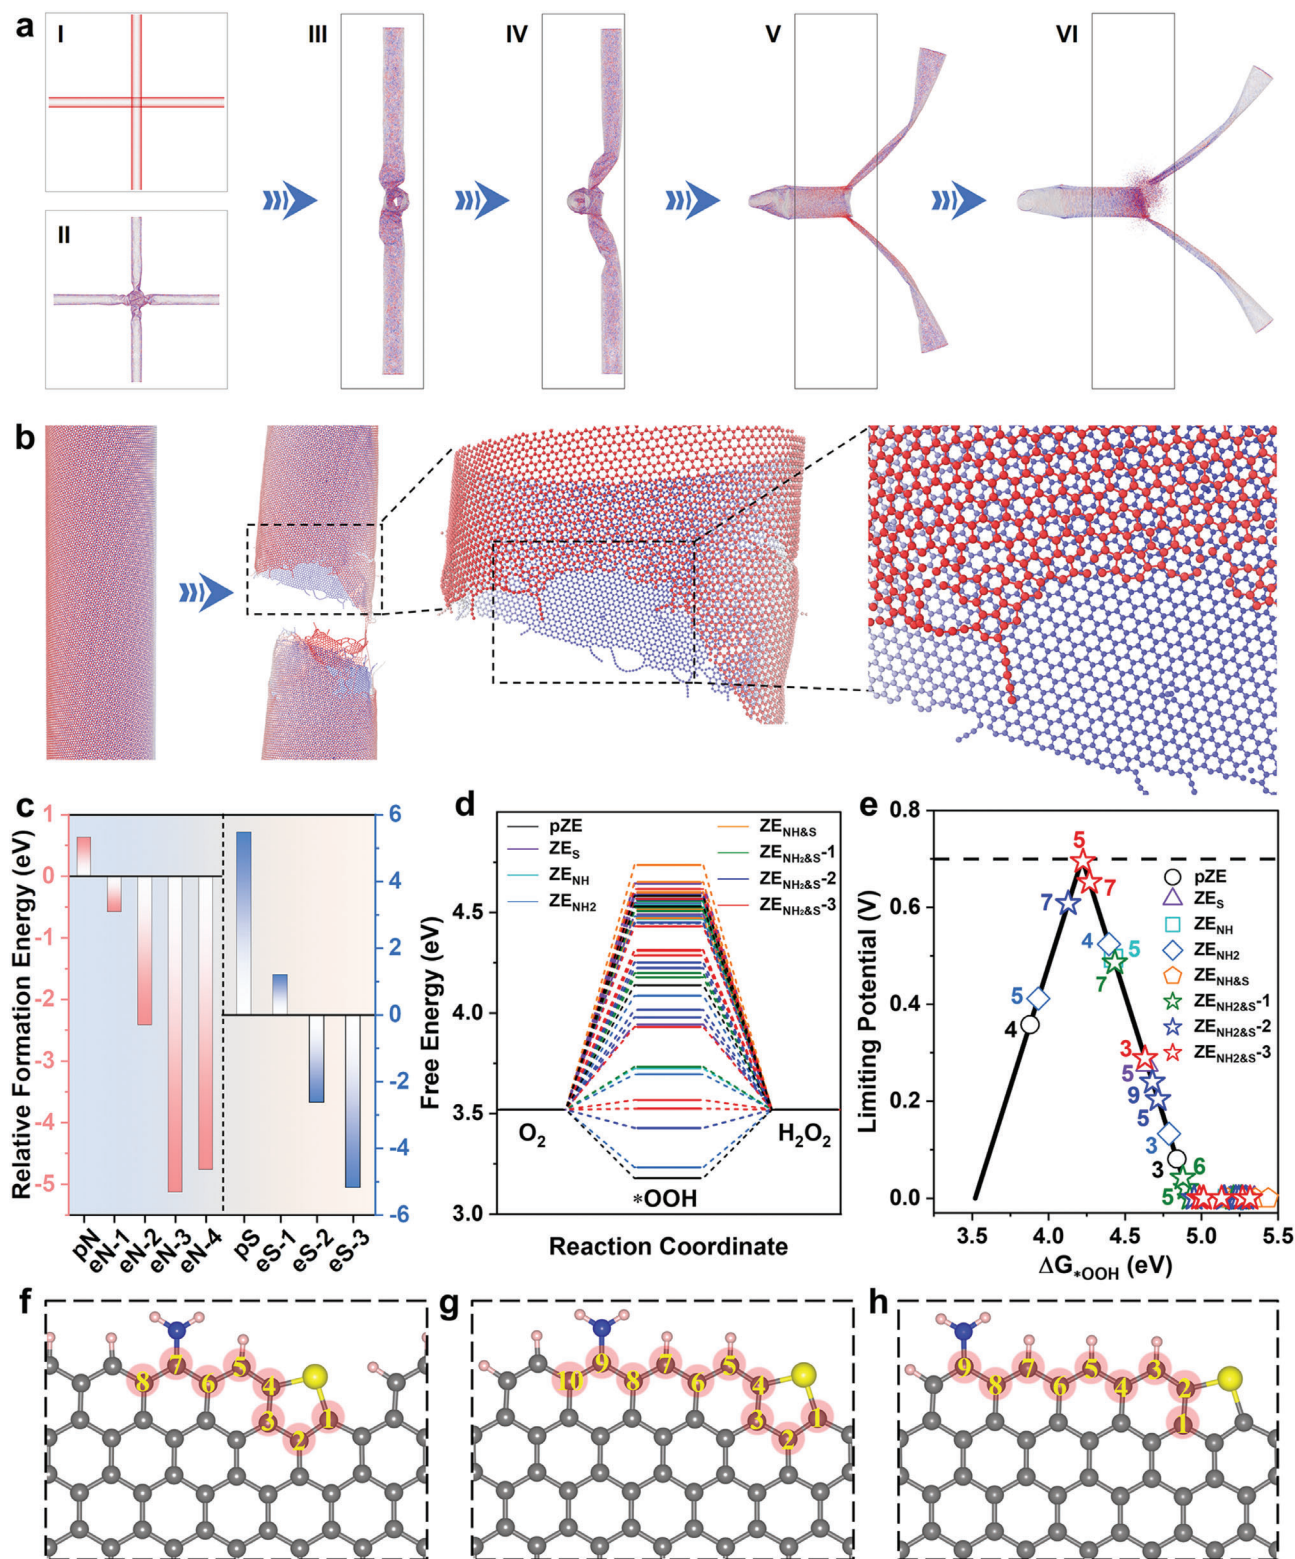 a
I
II
III
IV
V
VI
b
c
Relative Formation Energy (eV)
1
0
-1
-2
-3
-4
-5
6
4
2
0
-2
-4
-6
pN
eN-1
eN-2
eN-3
eN-4
pS
eS-1
eS-2
eS-3
d
Free Energy (eV)
4.5
4.0
3.5
3.0
pZE
ZE_S
ZE_NH
ZE_NH2
ZE_NH&S
ZE_NH₂&S-1
ZE_NH₂&S-2
ZE_NH₂&S-3
O₂
*OOH
H₂O₂
Reaction Coordinate
e
Limiting Potential (V)
0.8
0.6
0.4
0.2
0.0
3.5
4.0
4.5
5.0
5.5
ΔG_*OOH (eV)
5
7
7
4
5
7
5
4
3
5
9
5
3
3
6
5
pZE
ZE_S
ZE_NH
ZE_NH2
ZE_NH&S
ZE_NH2&S-1
ZE_NH2&S-2
ZE_NH2&S-3
f
8
7
6
5
4
3
2
1
g
10
9
8
7
6
5
4
3
2
1
h
9
8
7
6
5
4
3
2
1